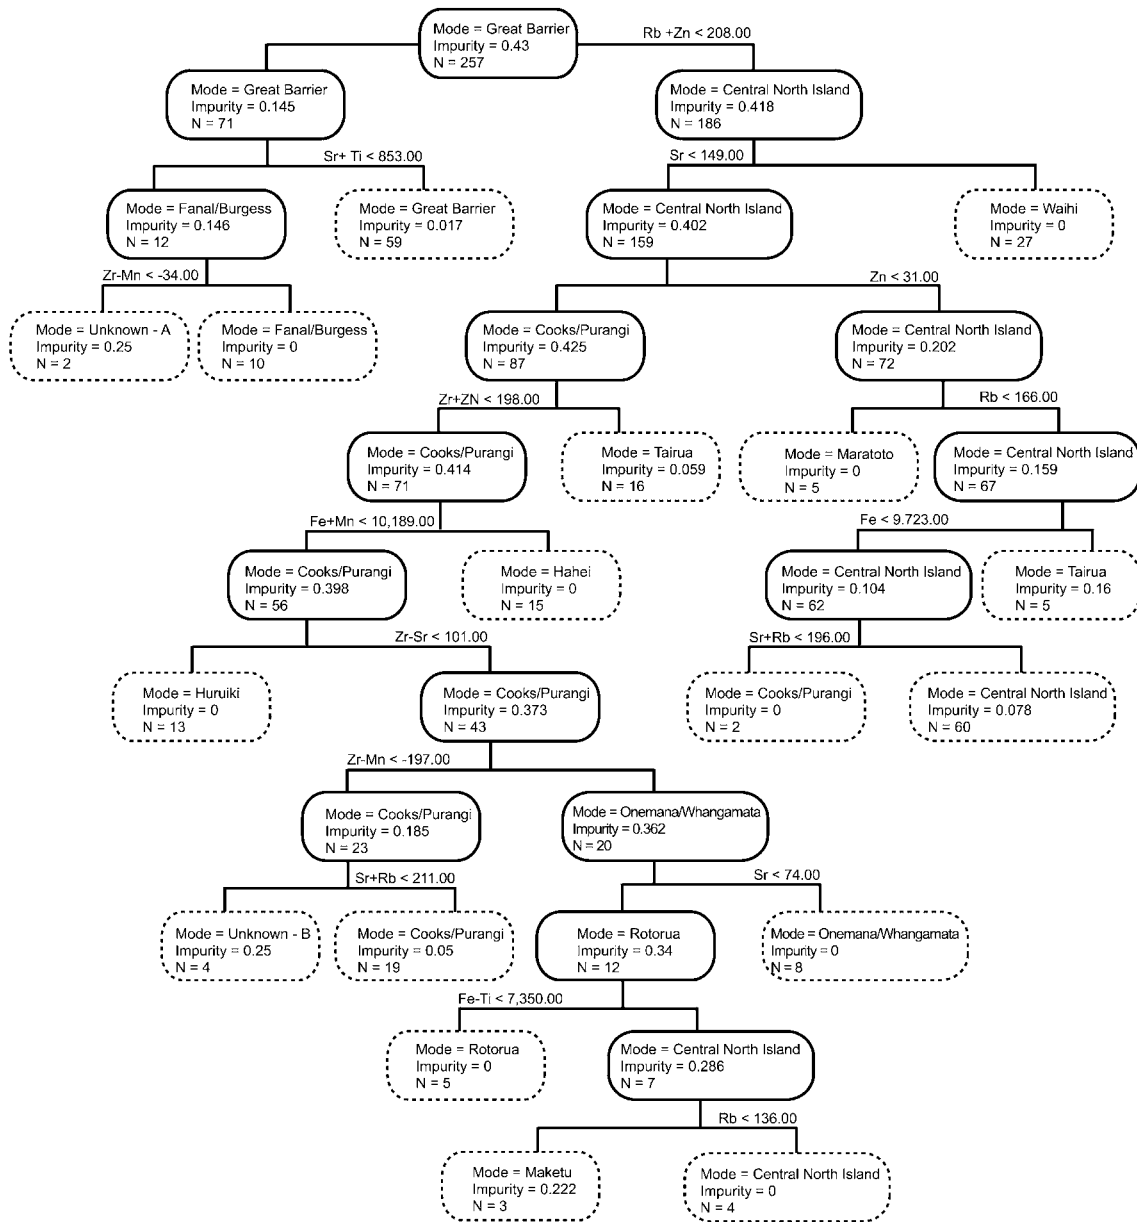 Mode = Great Barrier
Impurity = 0.43
N = 257
Rb +Zn < 208.00
Mode = Great Barrier
Impurity = 0.145
N = 71
Mode = Central North Island
Impurity = 0.418
N = 186
Sr+ Ti < 853.00
Sr < 149.00
Mode = Fanal/Burgess
Impurity = 0.146
N = 12
Mode = Great Barrier
Impurity = 0.017
N = 59
Mode = Central North Island
Impurity = 0.402
N = 159
Mode = Waihi
Impurity = 0
N = 27
Zr-Mn < -34.00
Zn < 31.00
Mode = Unknown - A
Impurity = 0.25
N = 2
Mode = Fanal/Burgess
Impurity = 0
N = 10
Mode = Cooks/Purangi
Impurity = 0.425
N = 87
Mode = Central North Island
Impurity = 0.202
N = 72
Zr+ZN < 198.00
Rb < 166.00
Mode = Cooks/Purangi
Impurity = 0.414
N = 71
Mode = Tairua
Impurity = 0.059
N = 16
Mode = Maratoto
Impurity = 0
N = 5
Mode = Central North Island
Impurity = 0.159
N = 67
Fe+Mn < 10,189.00
Fe < 9.723.00
Mode = Cooks/Purangi
Impurity = 0.398
N = 56
Mode = Hahei
Impurity = 0
N = 15
Mode = Central North Island
Impurity = 0.104
N = 62
Mode = Tairua
Impurity = 0.16
N = 5
Zr-Sr < 101.00
Sr+Rb < 196.00
Mode = Huruiki
Impurity = 0
N = 13
Mode = Cooks/Purangi
Impurity = 0.373
N = 43
Mode = Cooks/Purangi
Impurity = 0
N = 2
Mode = Central North Island
Impurity = 0.078
N = 60
Zr-Mn < -197.00
Mode = Cooks/Purangi
Impurity = 0.185
N = 23
Mode = Onemana/Whangamata
Impurity = 0.362
N = 20
Sr+Rb < 211.00
Sr < 74.00
Mode = Unknown - B
Impurity = 0.25
N = 4
Mode = Cooks/Purangi
Impurity = 0.05
N = 19
Mode = Rotorua
Impurity = 0.34
N = 12
Mode = Onemana/Whangamata
Impurity = 0
N = 8
Fe-Ti < 7,350.00
Mode = Rotorua
Impurity = 0
N = 5
Mode = Central North Island
Impurity = 0.286
N = 7
Rb < 136.00
Mode = Maketu
Impurity = 0.222
N = 3
Mode = Central North Island
Impurity = 0
N = 4